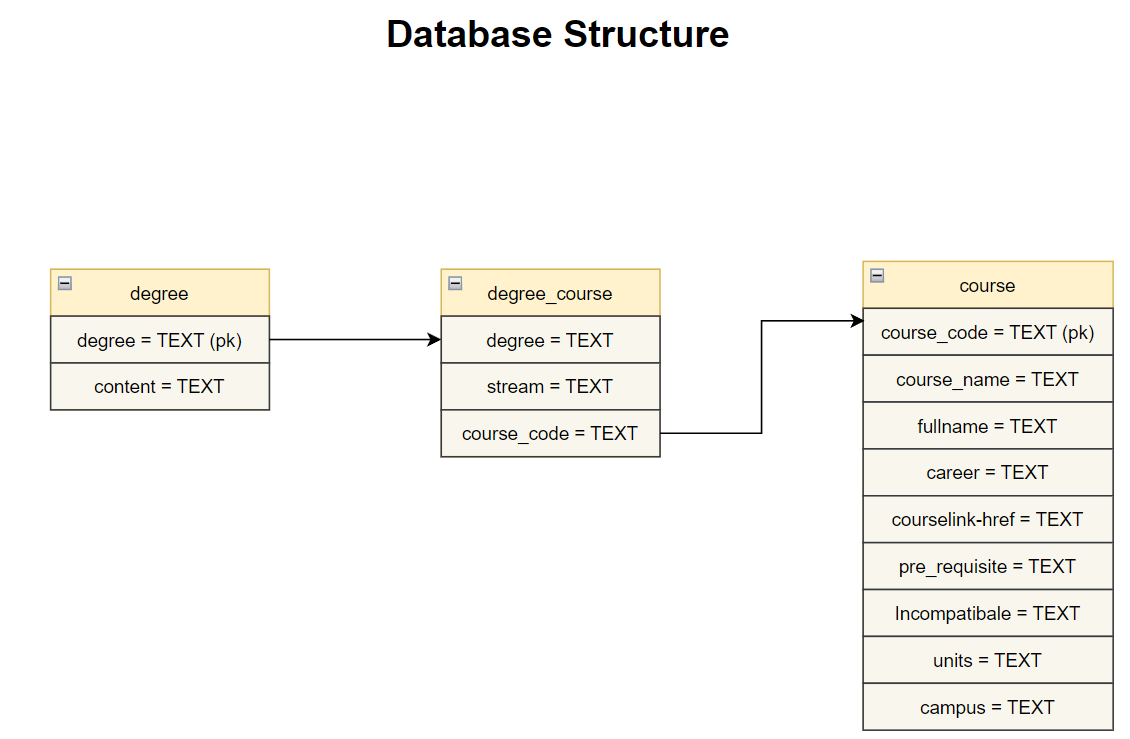 Database Structure
degree
degree = TEXT (pk)
content = TEXT
degree_course
degree = TEXT
stream = TEXT
course_code = TEXT
course
course_code = TEXT (pk)
course_name = TEXT
fullname = TEXT
career = TEXT
courselink-href = TEXT
pre_requisite = TEXT
Incompatibale = TEXT
units = TEXT
campus = TEXT